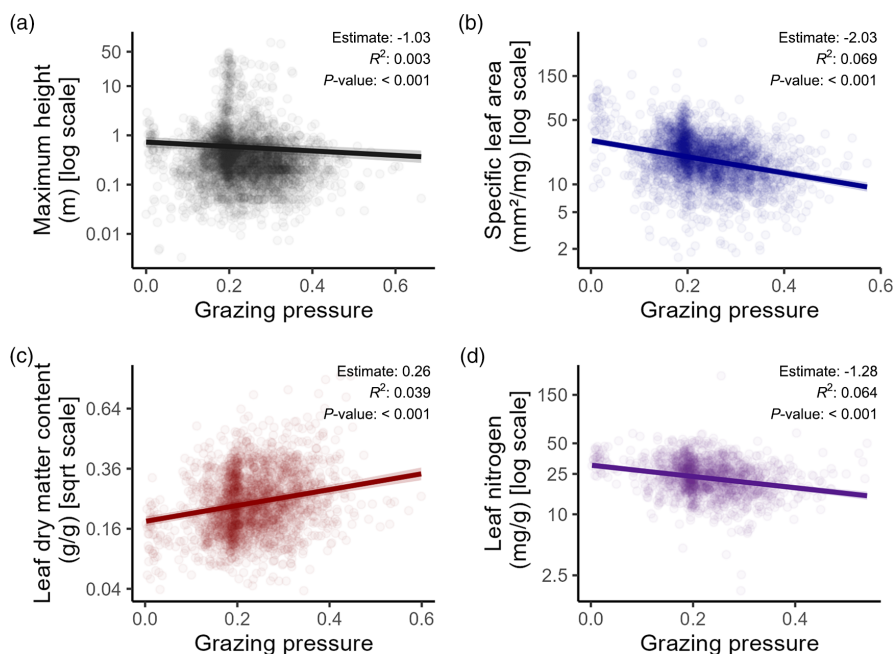 (a)
Maximum height
(m) [log scale]
50
10
1
0.1
0.01
Estimate: -1.03
R²: 0.003
P-value: < 0.001
0.0 0.2 0.4 0.6
Grazing pressure
(b)
Specific leaf area
(mm²/mg) [log scale]
150
50
10
5
2
Estimate: -2.03
R²: 0.069
P-value: < 0.001
0.0 0.2 0.4 0.6
Grazing pressure
(c)
Leaf dry matter content
(g/g) [sqrt scale]
0.64
0.36
0.16
0.04
Estimate: 0.26
R²: 0.039
P-value: < 0.001
0.0 0.2 0.4 0.6
Grazing pressure
(d)
Leaf nitrogen
(mg/g) [log scale]
150
50
25
10
2.5
Estimate: -1.28
R²: 0.064
P-value: < 0.001
0.0 0.2 0.4
Grazing pressure